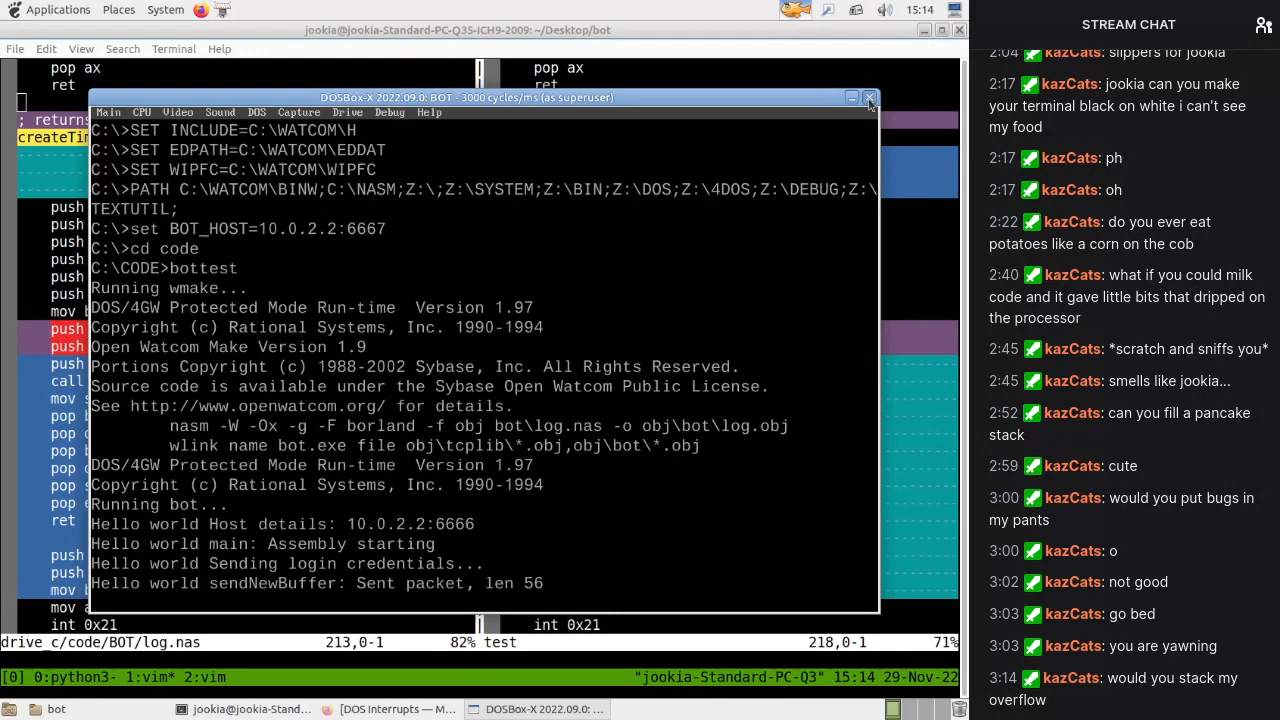 Applications Places System 15:14
jookia@jookia-Standard-PC-Q35-ICH9-2009: ~/Desktop/bot
File Edit View Search Terminal Help
pop ax
ret
; returns
createTim
push
push
push
push
push
push
mov b
push
push
push
call
mov s
pop b
pop
pop b
pop
pop s
pop e
ret
push
push
mov b
mov a
int 0x21
pop ax
ret
int 0x21
DOSBox-X 2022.09.0: BOT - 3000 cycles/ms (as superuser)
Main CPU Video Sound DOS Capture Drive Debug Help
C:\>SET INCLUDE=C:\WATCOM\H
C:\>SET EDPATH=C:\WATCOM\EDDAT
C:\>SET WIPFC=C:\WATCOM\WIPFC
C:\>PATH C:\WATCOM\BINW;C:\NASM;Z:\;Z:\SYSTEM;Z:\BIN;Z:\DOS;Z:\4DOS;Z:\DEBUG;Z:\
TEXTUTIL;
C:\>set BOT_HOST=10.0.2.2:6667
C:\>cd code
C:\CODE>bottest
Running wmake...
DOS/4GW Protected Mode Run-time  Version 1.97
Copyright (c) Rational Systems, Inc. 1990-1994
Open Watcom Make Version 1.9
Portions Copyright (c) 1988-2002 Sybase, Inc. All Rights Reserved.
Source code is available under the Sybase Open Watcom Public License.
See http://www.openwatcom.org/ for details.
nasm -W -Ox -g -F borland -f obj bot\log.nas -o obj\bot\log.obj
wlink name bot.exe file obj\tcplib\*.obj,obj\bot\*.obj
DOS/4GW Protected Mode Run-time  Version 1.97
Copyright (c) Rational Systems, Inc. 1990-1994
Running bot...
Hello world Host details: 10.0.2.2:6666
Hello world main: Assembly starting
Hello world Sending login credentials...
Hello world sendNewBuffer: Sent packet, len 56
drive_c/code/BOT/log.nas 213,0-1 82% test 218,0-1 71%
[0] 0:python3- 1:vim* 2:vim "jookia-Standard-PC-Q3" 15:14 29-Nov-22
bot jookia@jookia-Stand... [DOS Interrupts — M... DOSBox-X 2022.09.0: ...
STREAM CHAT
2:04 kazCats: slippers for jookia
2:17 kazCats: jookia can you make
your terminal black on white i can't see
my food
2:17 kazCats: ph
2:17 kazCats: oh
2:22 kazCats: do you ever eat
potatoes like a corn on the cob
2:40 kazCats: what if you could milk
code and it gave little bits that dripped on
the processor
2:45 kazCats: *scratch and sniffs you*
2:45 kazCats: smells like jookia...
2:52 kazCats: can you fill a pancake
stack
2:59 kazCats: cute
3:00 kazCats: would you put bugs in
my pants
3:00 kazCats: o
3:02 kazCats: not good
3:03 kazCats: go bed
3:03 kazCats: you are yawning
3:14 kazCats: would you stack my
overflow